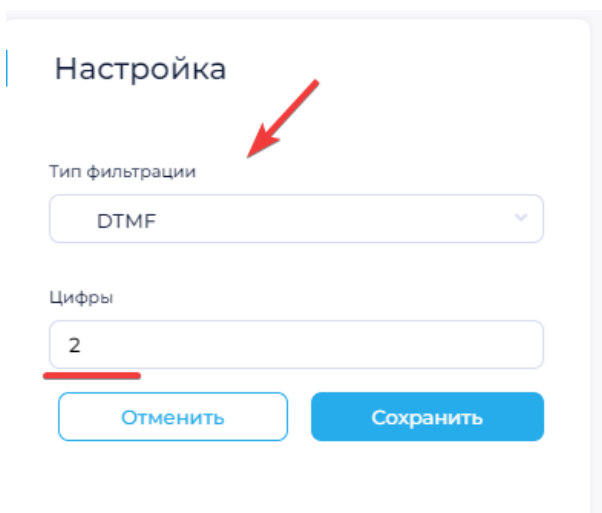 Настройка
Тип фильтрации
DTMF
Цифры
2
Отменить Сохранить